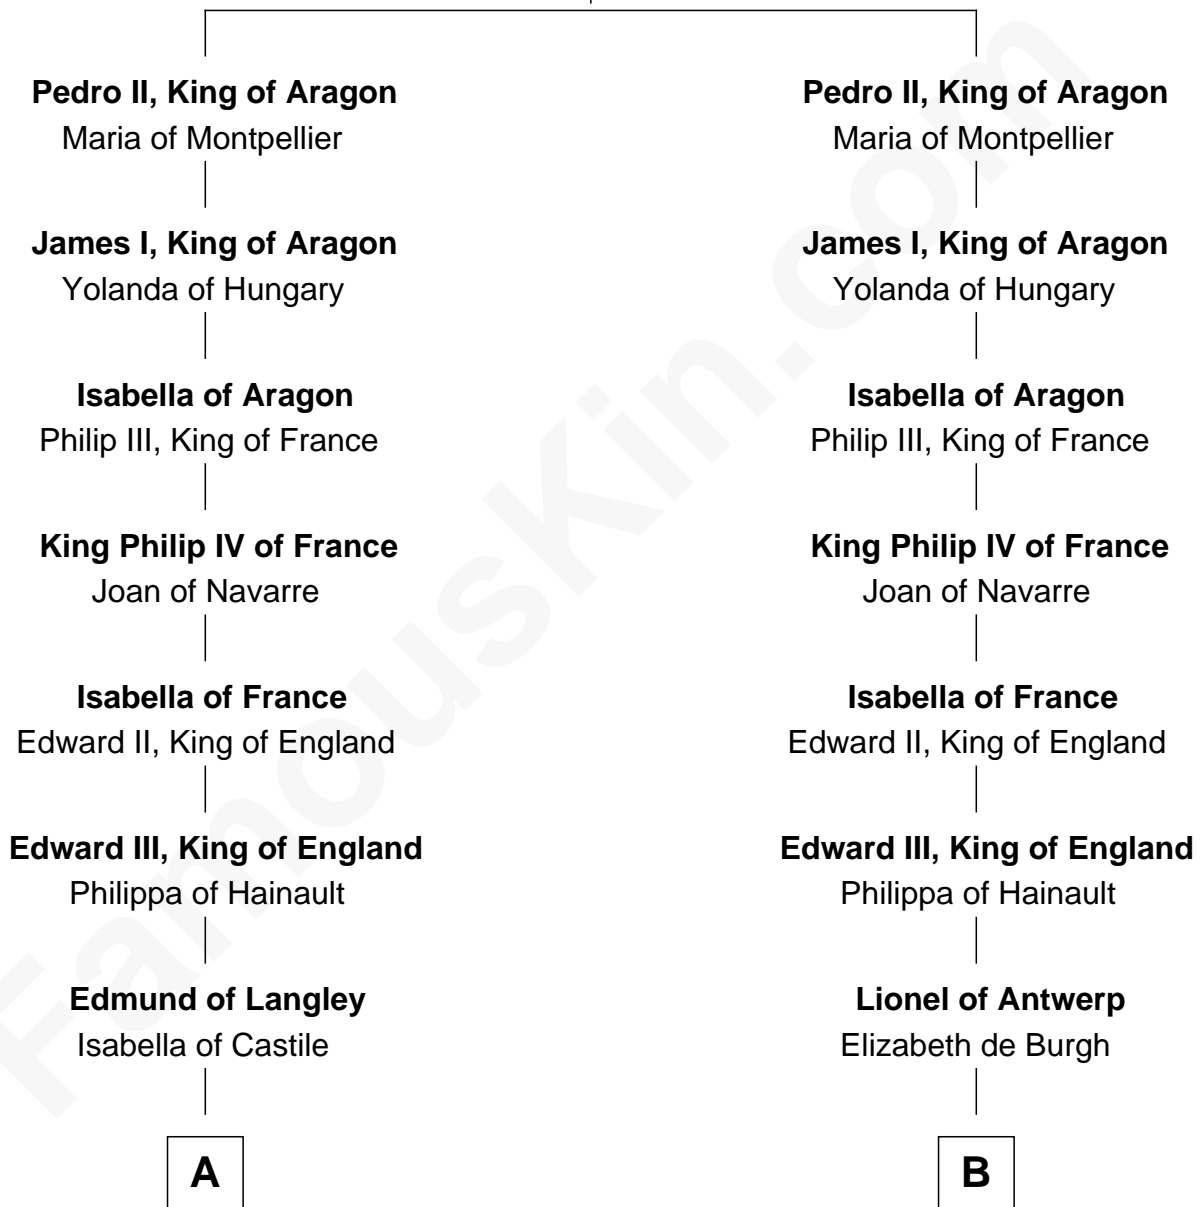 Pedro II, King of Aragon
Maria of Montpellier
James I, King of Aragon
Yolanda of Hungary
Isabella of Aragon
Philip III, King of France
King Philip IV of France
Joan of Navarre
Isabella of France
Edward II, King of England
Edward III, King of England
Philippa of Hainault
Edmund of Langley
Isabella of Castile
A
Pedro II, King of Aragon
Maria of Montpellier
James I, King of Aragon
Yolanda of Hungary
Isabella of Aragon
Philip III, King of France
King Philip IV of France
Joan of Navarre
Isabella of France
Edward II, King of England
Edward III, King of England
Philippa of Hainault
Lionel of Antwerp
Elizabeth de Burgh
B
FamousKin.com